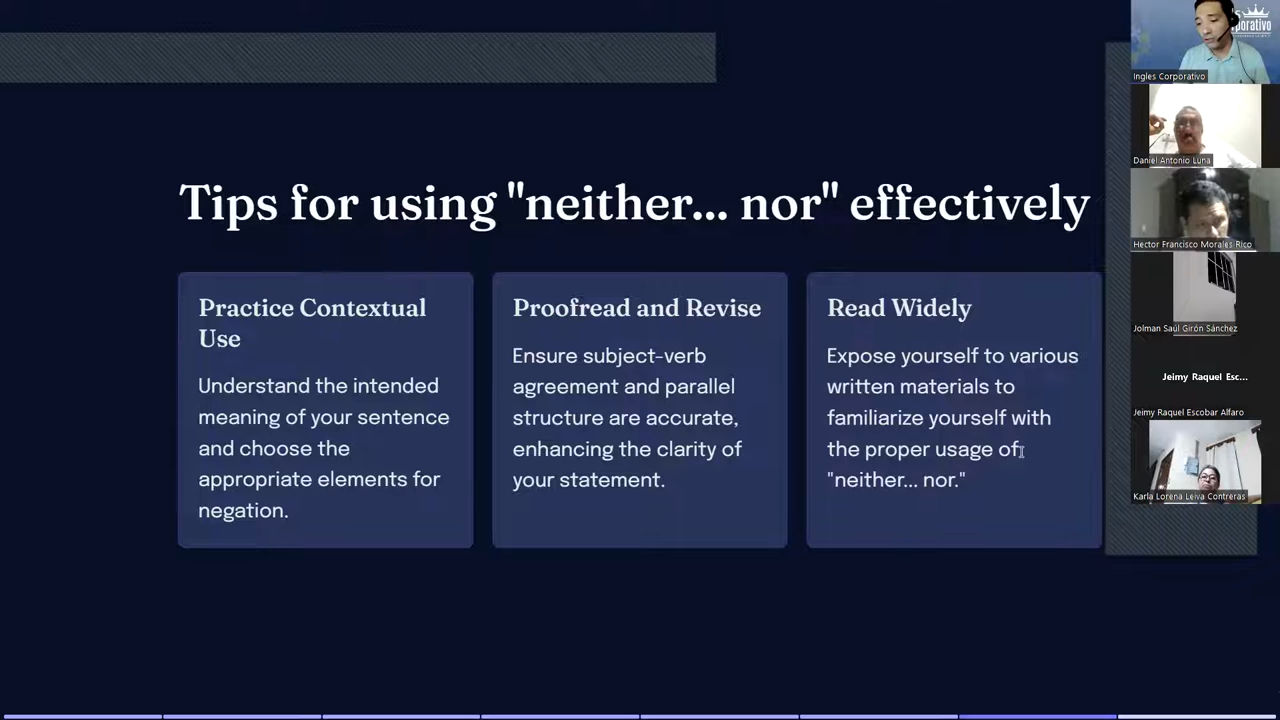 Tips for using "neither... nor" effectively
Practice Contextual
Use
Understand the intended
meaning of your sentence
and choose the
appropriate elements for
negation.
Proofread and Revise
Ensure subject-verb
agreement and parallel
structure are accurate,
enhancing the clarity of
your statement.
Read Widely
Expose yourself to various
written materials to
familiarize yourself with
the proper usage of
"neither... nor."
Ingles Corporativo
Daniel Antonio Luna
Hector Francisco Morales Rico
Jolman Saúl Girón Sánchez
Jeimy Raquel Esc...
Jeimy Raquel Escobar Alfaro
Karla Lorena Leiva Contreras